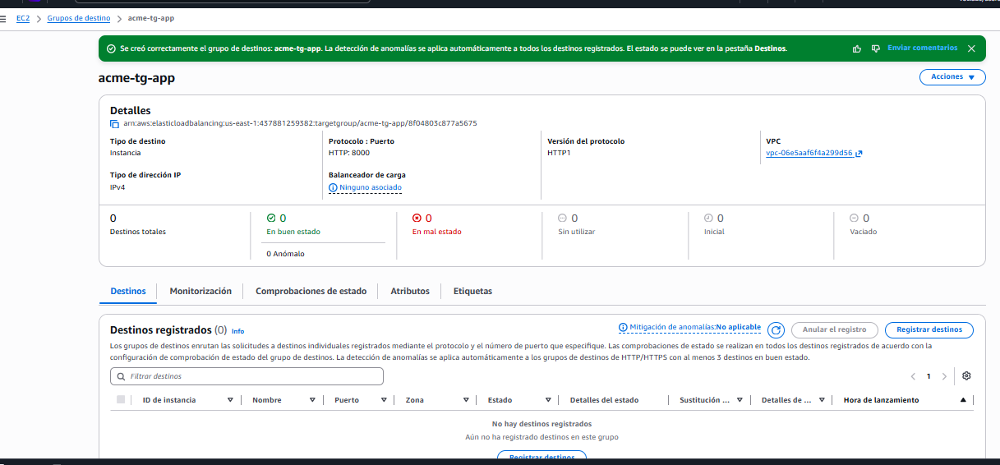 EC2 > Grupos de destino > acme-tg-app
Se creó correctamente el grupo de destino: acme-tg-app. La detección de anomalías se aplica automáticamente a todos los destinos registrados. El estado se puede ver en la pestaña Destinos.
Enviar comentarios
acme-tg-app
Acciones
Detalles
arn:aws:elasticloadbalancing:us-east-1:437881259382:targetgroup/acme-tg-app/8f04803c877a5675
Tipo de destino
Instancia
Protocolo : Puerto
HTTP: 8000
Versión del protocolo
HTTP1
VPC
vpc-06e5aaf6f4a299d56
Tipo de dirección IP
IPv4
Balanceador de carga
Ninguno asociado
0
Destinos totales
0
En buen estado
0 Anómalo
0
En mal estado
0
Sin utilizar
0
Inicial
0
Vaciado
Destinos
Monitorización
Comprobaciones de estado
Atributos
Etiquetas
Destinos registrados (0) Info
Mitigación de anomalías:No aplicable
Anular el registro
Registrar destinos
Los grupos de destinos enrutan las solicitudes a destinos individuales registrados mediante el protocolo y el número de puerto que especifique. Las comprobaciones de estado se realizan en todos los destinos registrados de acuerdo con la
configuración de comprobación de estado del grupo de destinos. La detección de anomalías se aplica automáticamente a los grupos de destinos de HTTP/HTTPS con al menos 3 destinos en buen estado.
Filtrar destinos
1
ID de instancia
Nombre
Puerto
Zona
Estado
Detalles del estado
Sustitución ...
Detalles de ...
Hora de lanzamiento
No hay destinos registrados
Aún no ha registrado destinos en este grupo
Registrar destinos